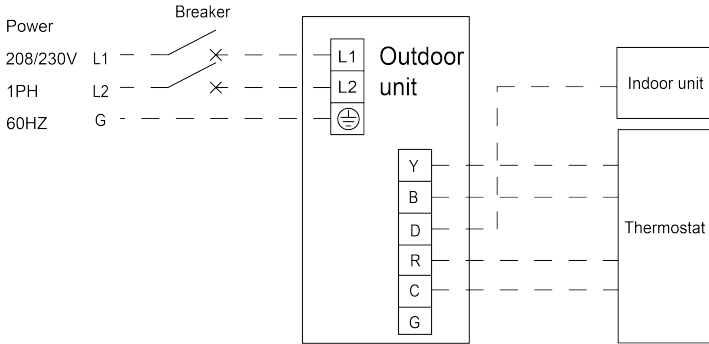 Breaker
Power
208/230V L1
1PH L2
60HZ G
L1
L2
Outdoor
unit
Indoor unit
Y
B
D
R
C
G
Thermostat